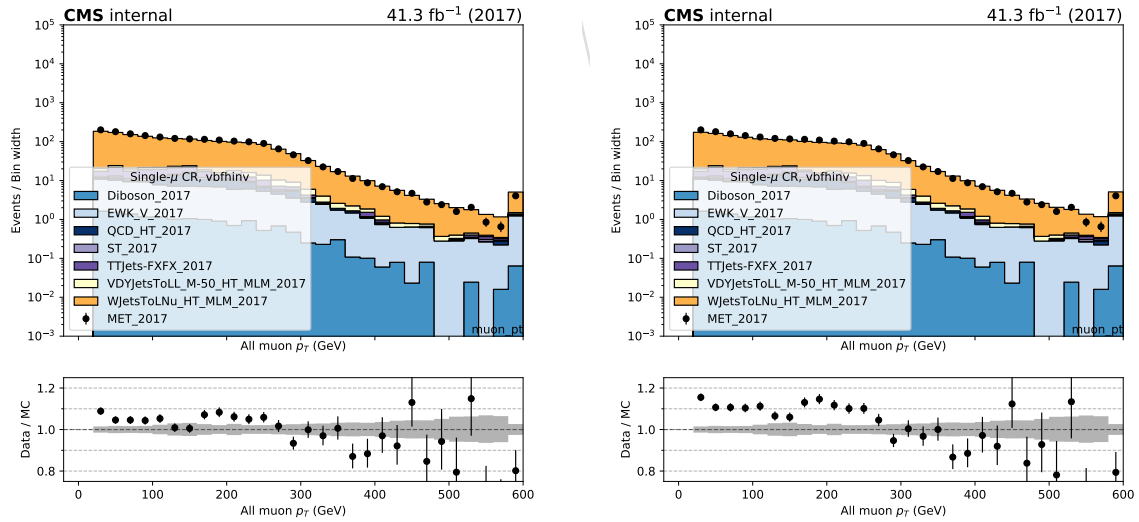 CMS internal 41.3 fb⁻¹ (2017)
10⁵
10⁴
10³
10²
10¹
10⁰
10⁻¹
10⁻²
10⁻³
Events / Bin width
Single-μ CR, vbfhinv
Diboson_2017
EWK_V_2017
QCD_HT_2017
ST_2017
TTJets-FXFX_2017
VDYJetsToLL_M-50_HT_MLM_2017
WJetsToLNu_HT_MLM_2017
MET_2017
muon_pt
All muon p_T (GeV)
1.2
1.0
0.8
Data / MC
0 100 200 300 400 500 600
All muon p_T (GeV)
CMS internal 41.3 fb⁻¹ (2017)
10⁵
10⁴
10³
10²
10¹
10⁰
10⁻¹
10⁻²
10⁻³
Events / Bin width
Single-μ CR, vbfhinv
Diboson_2017
EWK_V_2017
QCD_HT_2017
ST_2017
TTJets-FXFX_2017
VDYJetsToLL_M-50_HT_MLM_2017
WJetsToLNu_HT_MLM_2017
MET_2017
muon_pt
All muon p_T (GeV)
1.2
1.0
0.8
Data / MC
0 100 200 300 400 500 600
All muon p_T (GeV)